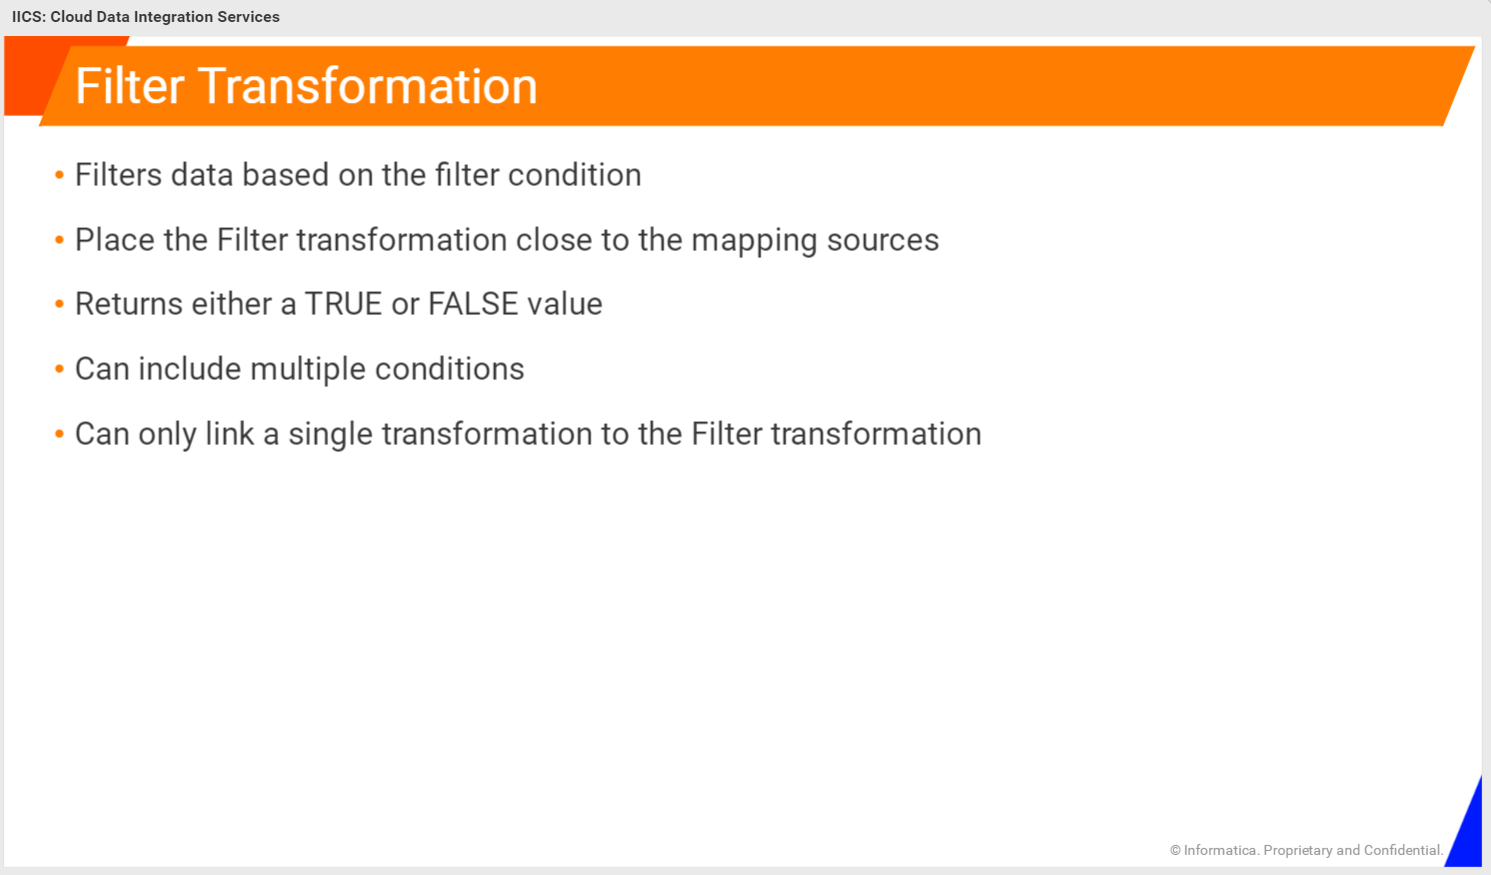 IICS: Cloud Data Integration Services
Filter Transformation
• Filters data based on the filter condition
• Place the Filter transformation close to the mapping sources
• Returns either a TRUE or FALSE value
• Can include multiple conditions
• Can only link a single transformation to the Filter transformation
© Informatica. Proprietary and Confidential.